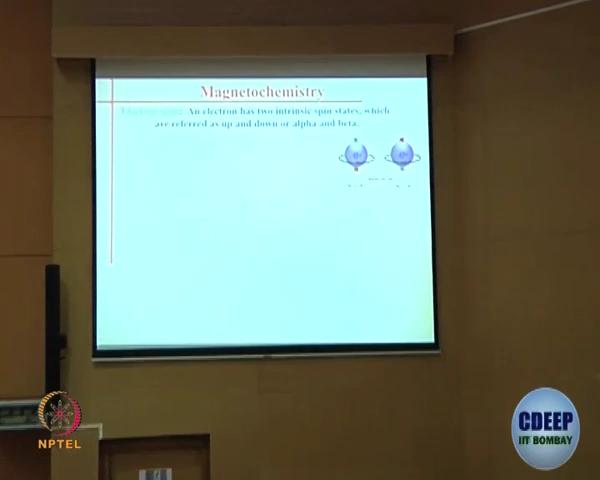 Magnetochemistry
An electron has two intrinsic spin states, which
are referred as up and down or alpha and beta.
NPTEL
CDEEP
IIT BOMBAY